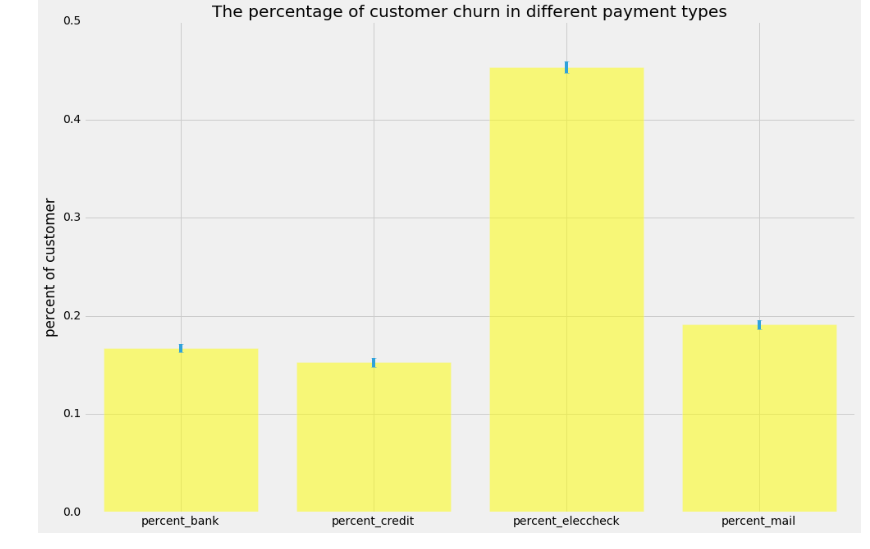 The percentage of customer churn in different payment types
percent of customer
0.5
0.4
0.3
0.2
0.1
0.0
percent_bank percent_credit percent_eleccheck percent_mail